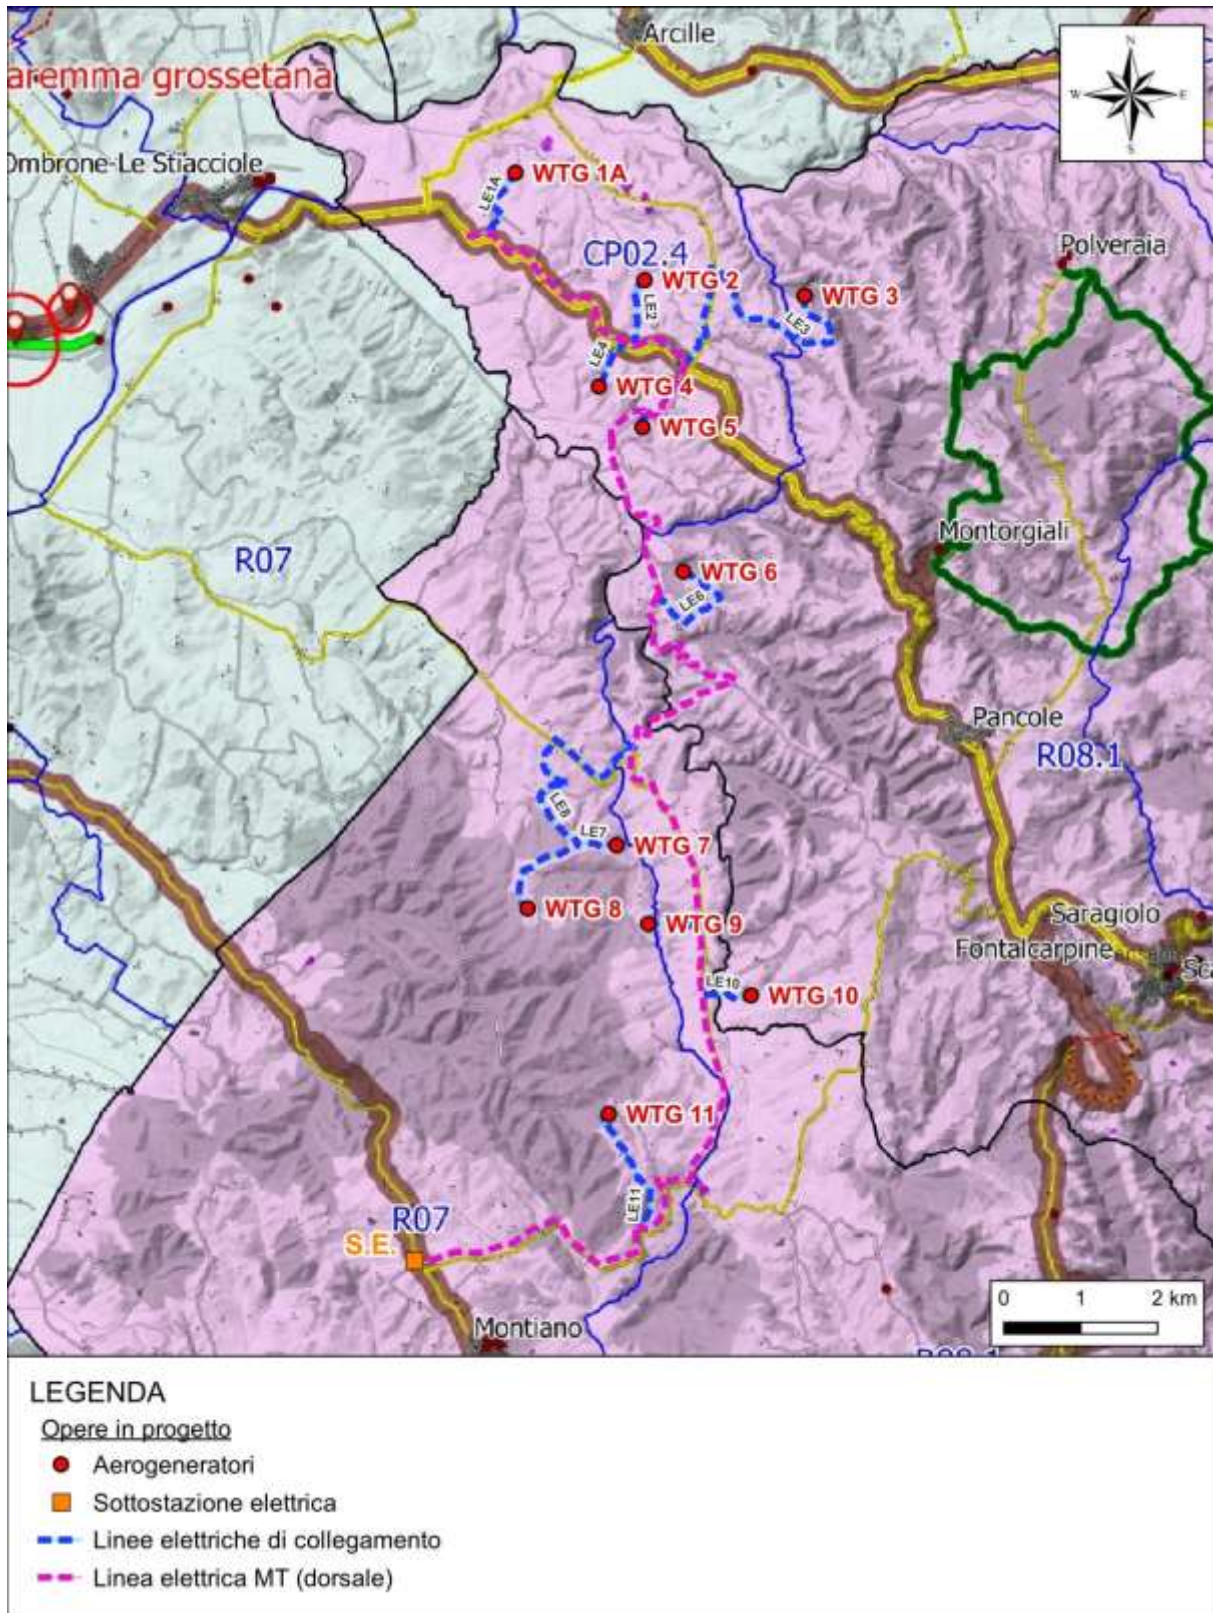 Arcille
aremma grossetana
Ombrone-Le Stiacciole
N
W
E
S
WTG 1A
LE1A
CP02.4
Polveraia
WTG 2
WTG 3
LE2
LE3
LE4
WTG 4
WTG 5
Montorgiali
R07
WTG 6
LE6
Pancole
R08.1
LE8
LE7
WTG 7
WTG 8
WTG 9
Saragiolo
Fontalcarpine
Sca
LE10
WTG 10
WTG 11
LE11
R07
S.E.
0 1 2 km
Montiano
R08.1
LEGENDA
Opere in progetto
Aerogeneratori
Sottostazione elettrica
Linee elettriche di collegamento
Linea elettrica MT (dorsale)